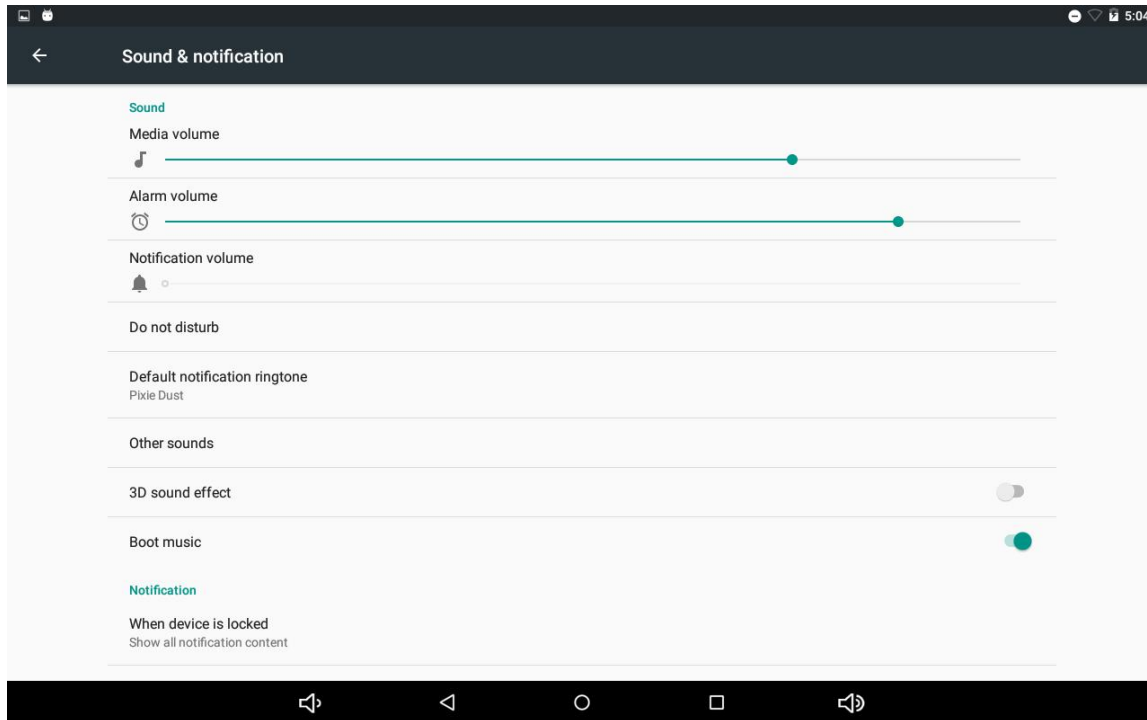 5:04
Sound & notification
Sound
Media volume
Alarm volume
Notification volume
Do not disturb
Default notification ringtone
Pixie Dust
Other sounds
3D sound effect
Boot music
Notification
When device is locked
Show all notification content